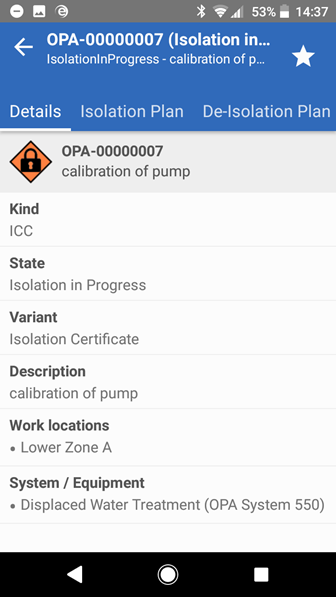 53% 14:37
OPA-00000007 (Isolation in...
IsolationInProgress - calibration of p...
Details Isolation Plan De-Isolation Plan
OPA-00000007
calibration of pump
Kind
ICC
State
Isolation in Progress
Variant
Isolation Certificate
Description
calibration of pump
Work locations
• Lower Zone A
System / Equipment
• Displaced Water Treatment (OPA System 550)